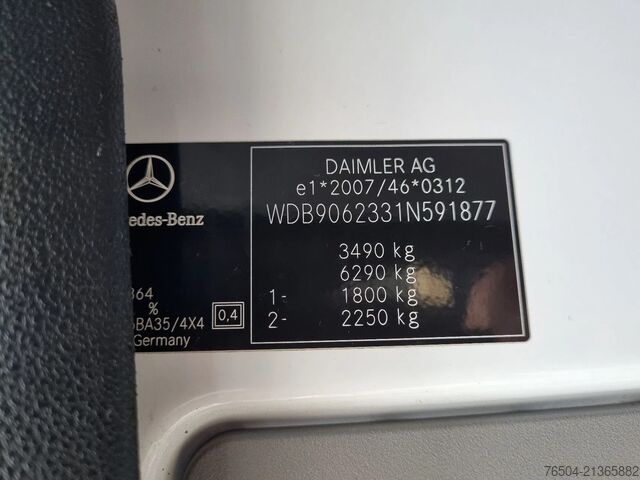 DAIMLER AG
e1*2007/46*0312
WDB9062331N591877
3490 kg
6290 kg
1- 1800 kg
2- 2250 kg
edes-Benz
364
%
BA35/4X4 0,4
Germany
76504-21365882